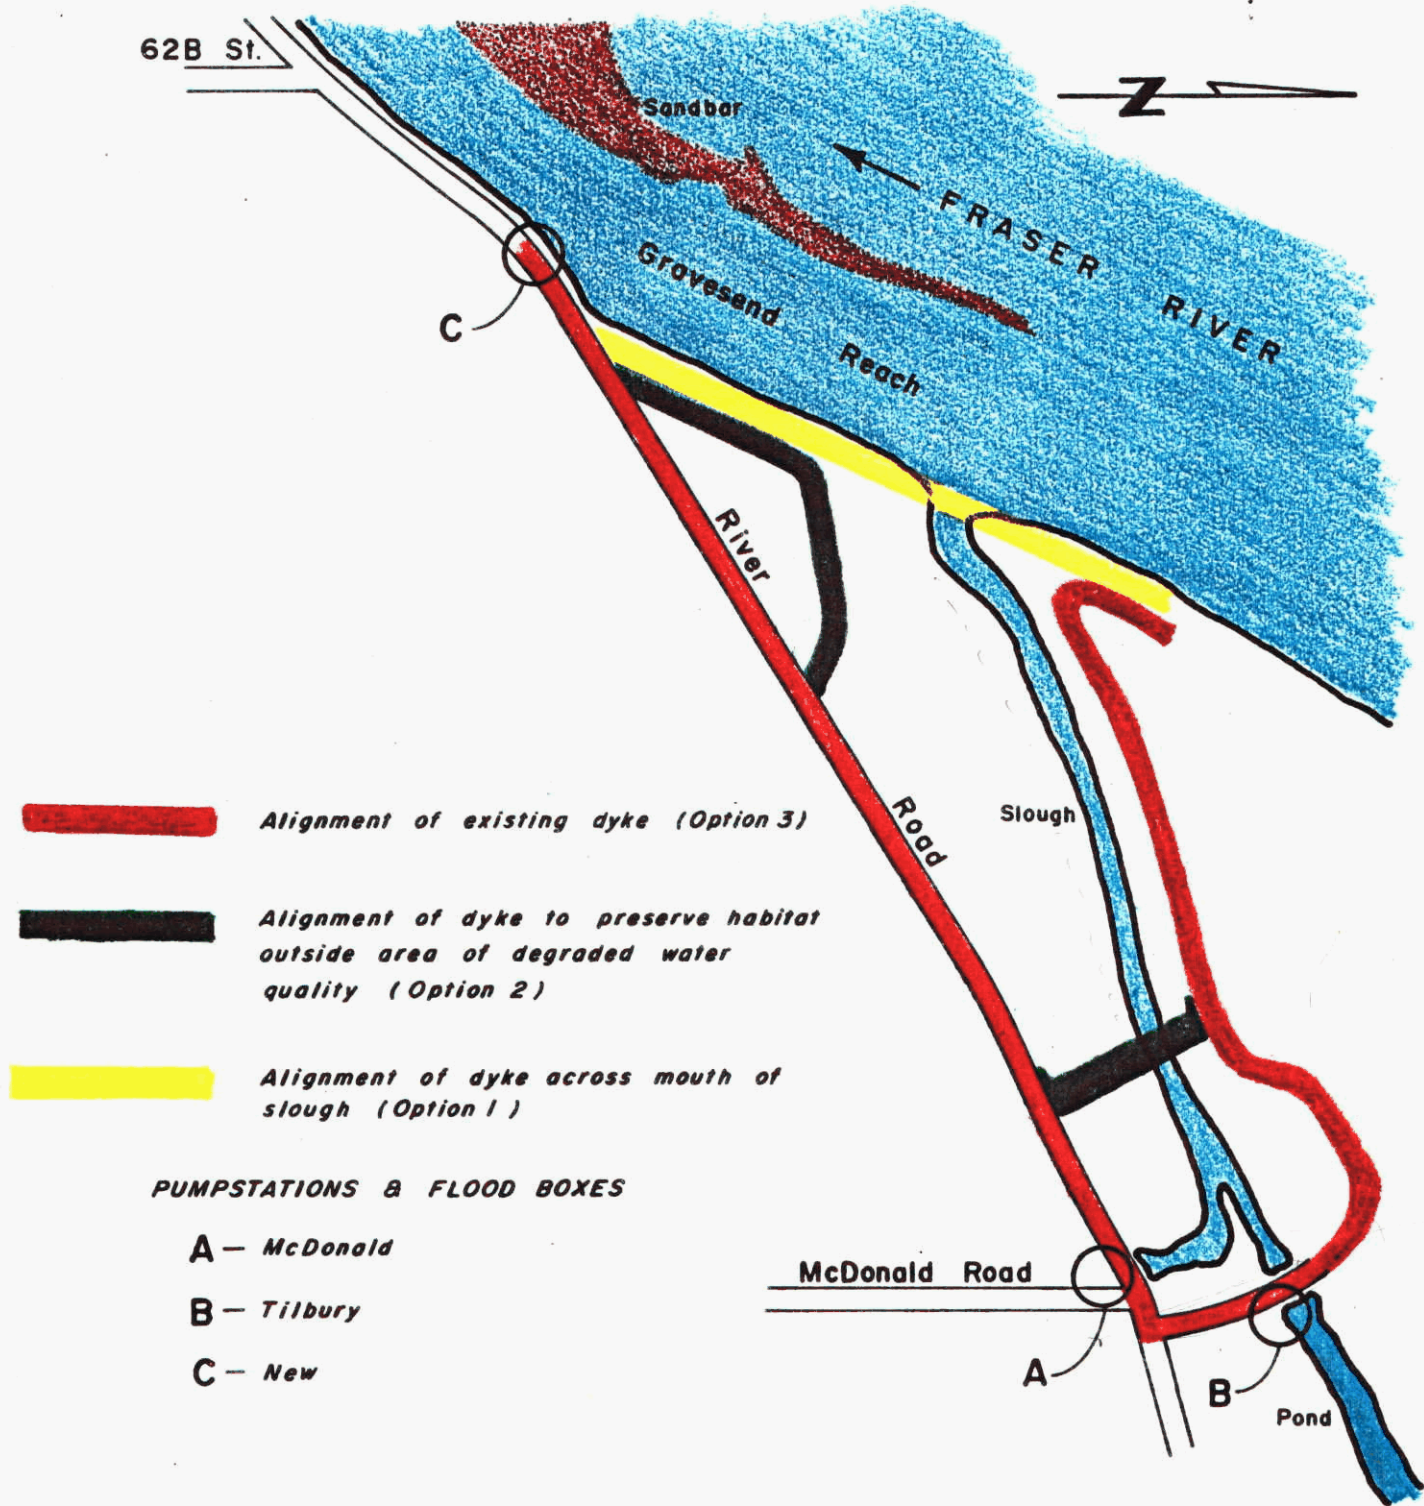 62B St.
Sandbar
N
FRASER RIVER
Gravesend Reach
C
River Road
Slough
Alignment of existing dyke (Option 3)
Alignment of dyke to preserve habitat
outside area of degraded water
quality (Option 2)
Alignment of dyke across mouth of
slough (Option 1)
PUMPSTATIONS & FLOOD BOXES
A — McDonald
B — Tilbury
C — New
McDonald Road
A
B
Pond